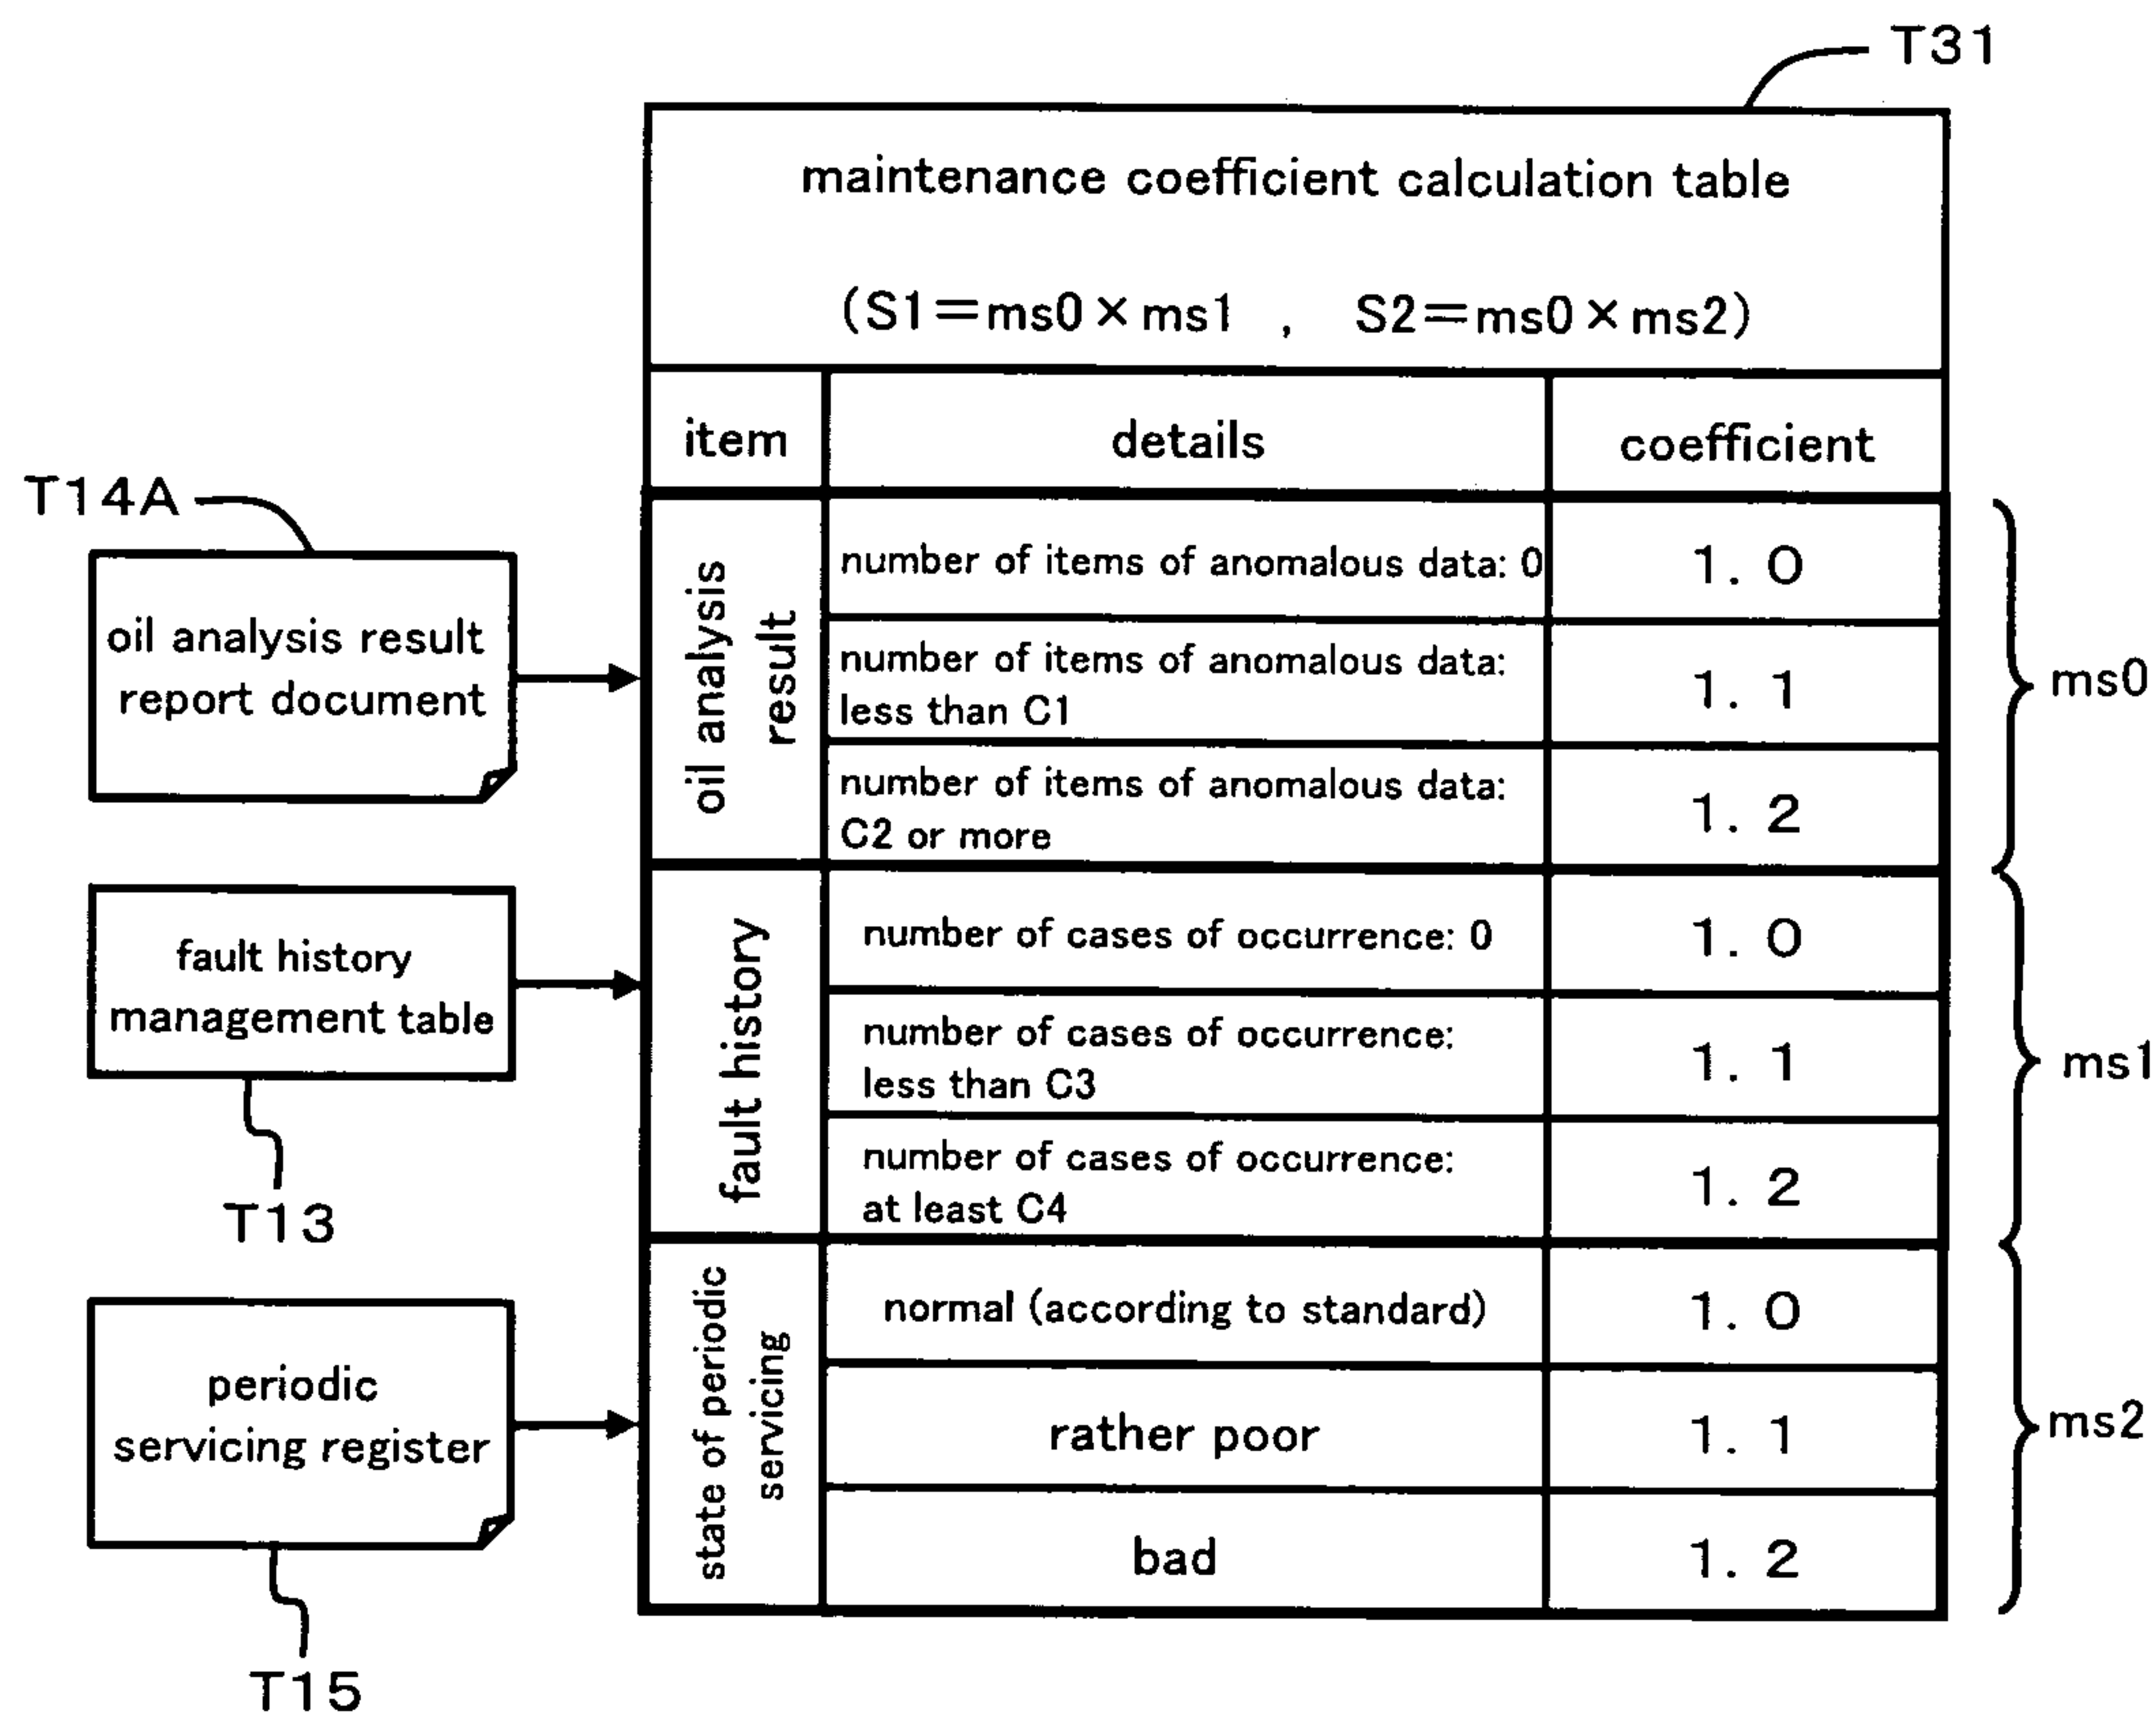 T31
maintenance coefficient calculation table
(S1=ms0×ms1 , S2=ms0×ms2)
item details coefficient
T14A
oil analysis result
report document
oil analysis
result
number of items of anomalous data: 0 1. 0
number of items of anomalous data:
less than C1
1. 1
number of items of anomalous data:
C2 or more
1. 2
ms0
fault history
management table
T13
fault history
number of cases of occurrence: 0 1. 0
number of cases of occurrence:
less than C3
1. 1
number of cases of occurrence:
at least C4
1. 2
ms1
periodic
servicing register
T15
state of periodic
servicing
normal (according to standard) 1. 0
rather poor 1. 1
bad 1. 2
ms2